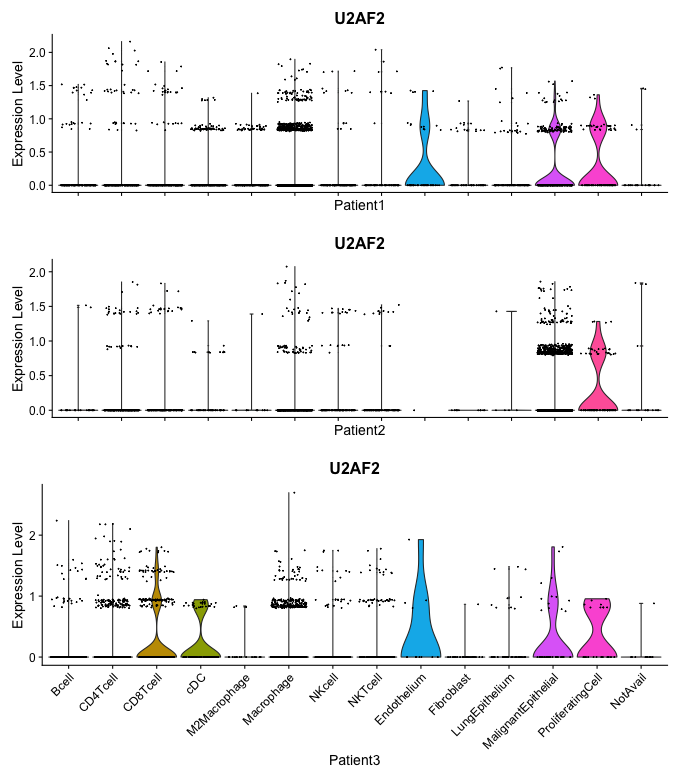 U2AF2
Expression Level
2.0
1.5
1.0
0.5
0.0
Patient1
U2AF2
Expression Level
2.0
1.5
1.0
0.5
0.0
Patient2
U2AF2
Expression Level
2
1
0
Bcell
CD4Tcell
CD8Tcell
cDC
M2Macrophage
Macrophage
NKcell
NKTcell
Endothelium
Fibroblast
LungEpithelium
MalignantEpithelial
ProliferatingCell
NotAvail
Patient3